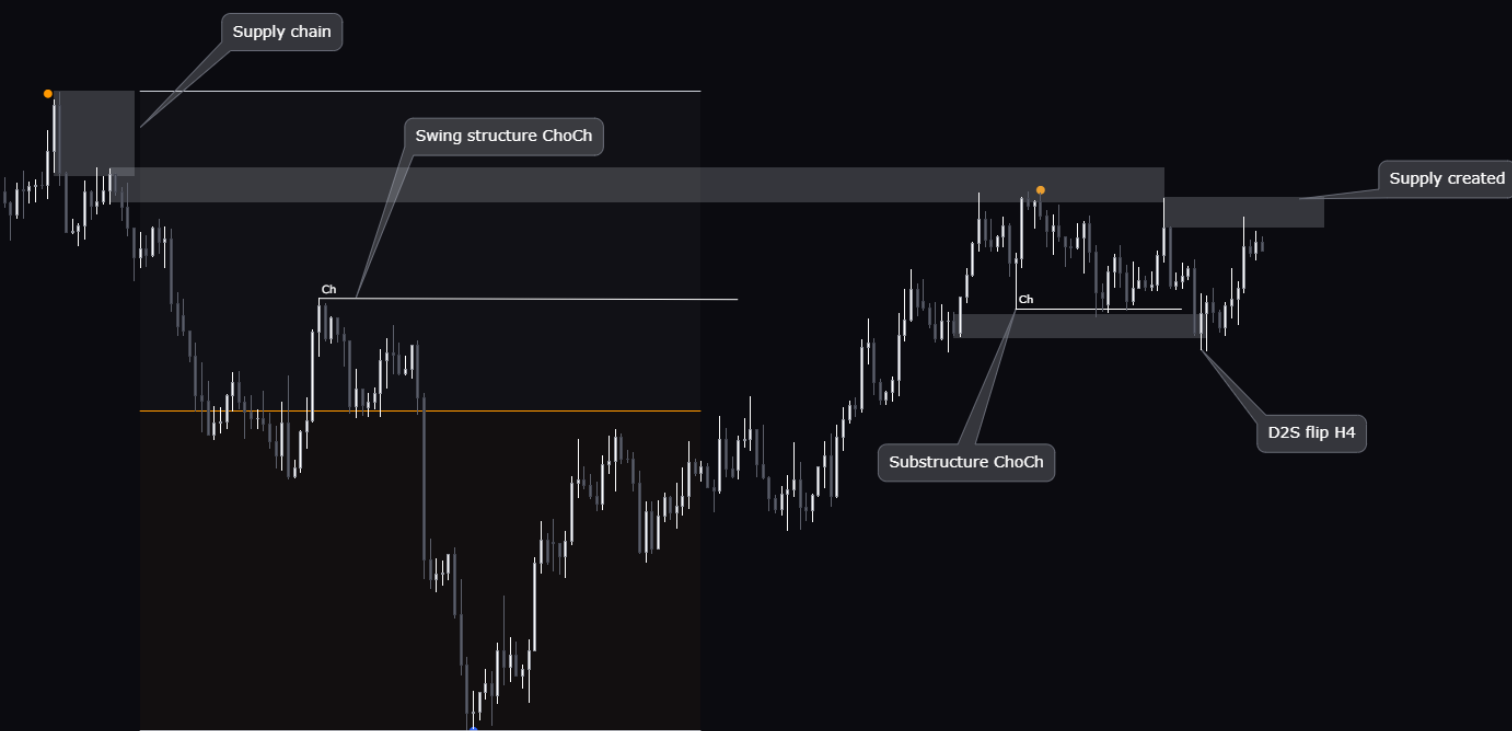 Supply chain
Swing structure ChoCh
Supply created
Ch
Ch
D2S flip H4
Substructure ChoCh